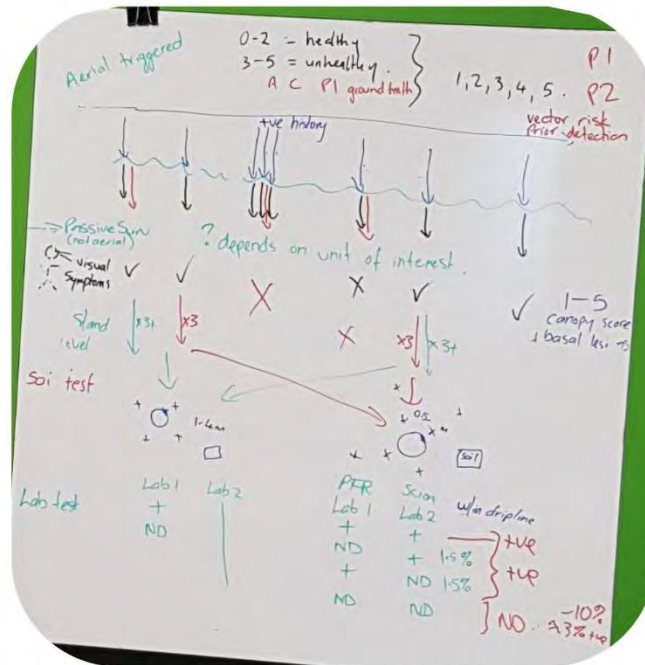 Aerial triggered
0-2 = healthy
3-5 = unhealthy.
A C P1 ground truth
1,2,3,4,5.
P1
P2
vector risk
Prior detection
+ve history
Passive Surv
(not aerial)
? depends on unit of interest.
visual
Symptoms
✓ ✓ X X ✓ ✓
1-5
canopy score
basal
Stand
level
x3+ x3 X x3 x3+
Soi test
soil
Lab test
Lab 1 Lab 2
+
ND
PFR Scion
Lab 1 Lab 2
w/in dripline
+ + +ve
ND + 1.5%
+ ND 1.5%
+ve
ND ND ND